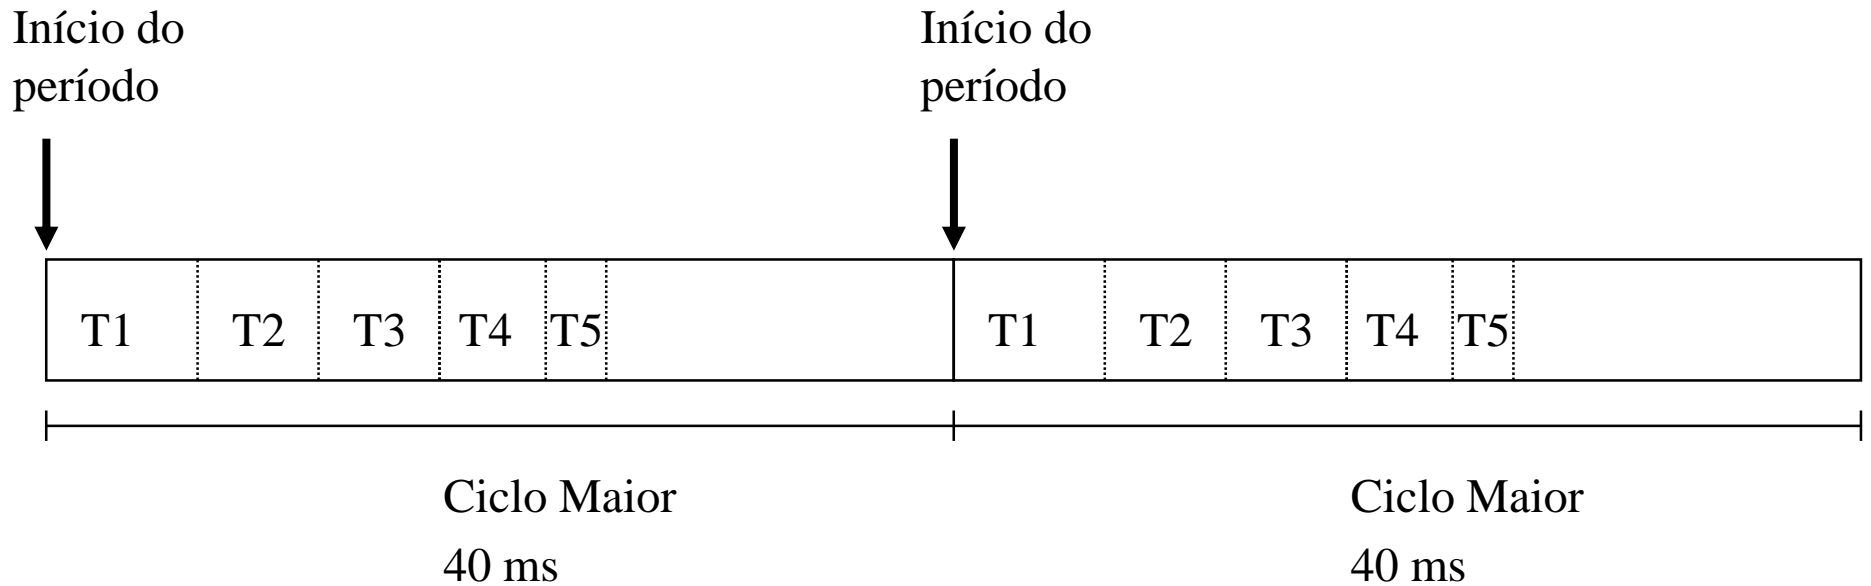 Início do
período
Início do
período
T1 T2 T3 T4 T5 T1 T2 T3 T4 T5
Ciclo Maior
40 ms
Ciclo Maior
40 ms